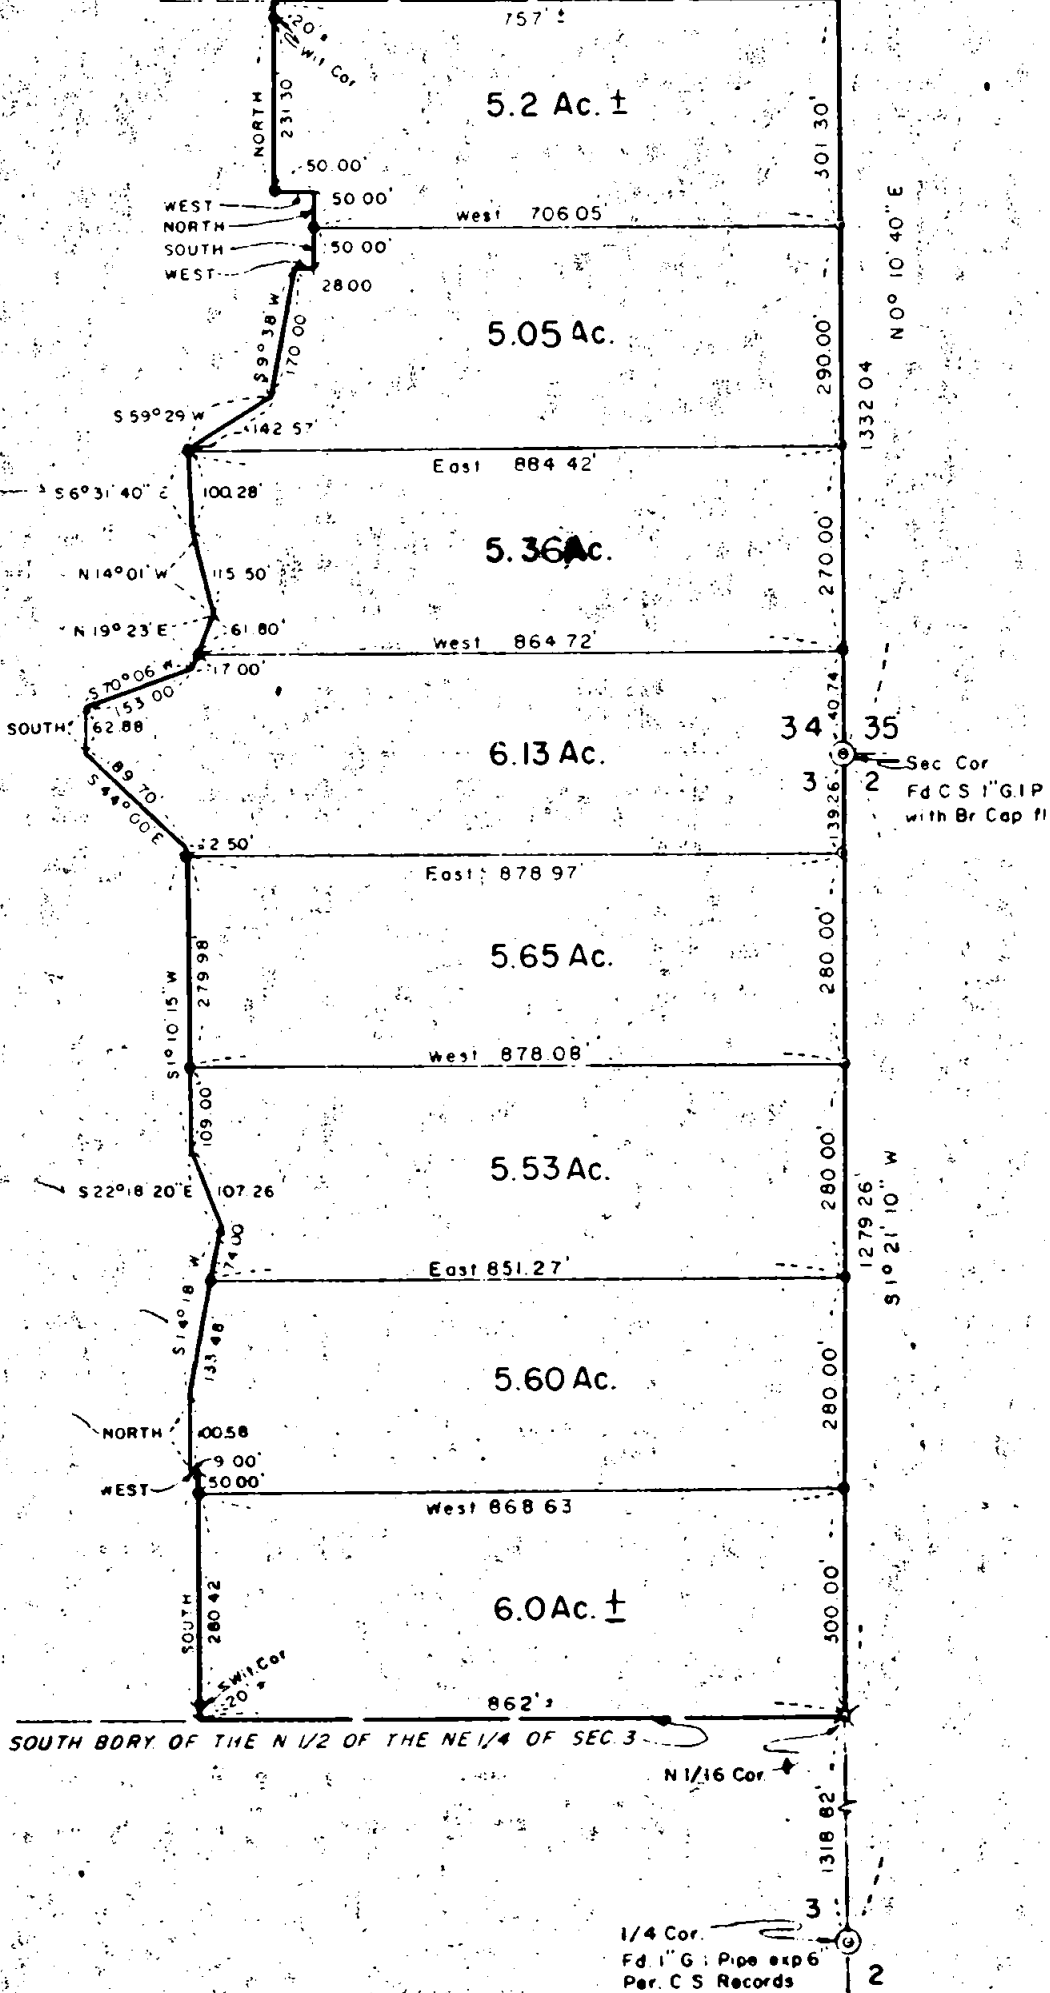 757' ±
20' ±
Wit Cor
NORTH
231 30'
5.2 Ac. ±
301 30'
50.00'
WEST
50 00'
NORTH
West 706 05'
SOUTH
50 00'
WEST
28 00
N 0° 10' 40" E
S 9° 38' W
170 00'
5.05 Ac.
290.00'
1332 04
S 59° 29' W
142 57'
East 884 42'
S 6° 31' 40" E
100.28'
5.36 Ac.
270 00'
N 14° 01' W
115 50'
N 19° 23' E
61.80'
West 864 72'
17 00'
S 70° 06' W
153 00'
40.74'
SOUTH
62.88'
34 35
6.13 Ac.
3 2
Sec Cor
Fd C S 1" G.I P
with Br Cap fl
89 70'
S 44° 00' E
139.26'
2 50'
East 878 97'
5.65 Ac.
280 00'
S 1° 10' 15" W
279 98
West 878 08'
109.00'
5.53 Ac.
280 00'
S 22° 18' 20" E
107.26
74.00
1279 26'
S 1° 21' 10" W
East 851.27'
S 14° 18' W
133 48'
5.60 Ac.
280 00'
NORTH
100.58
9 00'
WEST
50 00'
West 868 63
SOUTH
280 42
6.0 Ac. ±
300 00'
Wit. Cor
20' ±
862' ±
SOUTH BDRY. OF THE N 1/2 OF THE NE 1/4 OF SEC. 3
N 1/16 Cor.
1318 82'
3
1/4 Cor.
Fd. 1" G I Pipe exp 6"
Per. C S Records
2